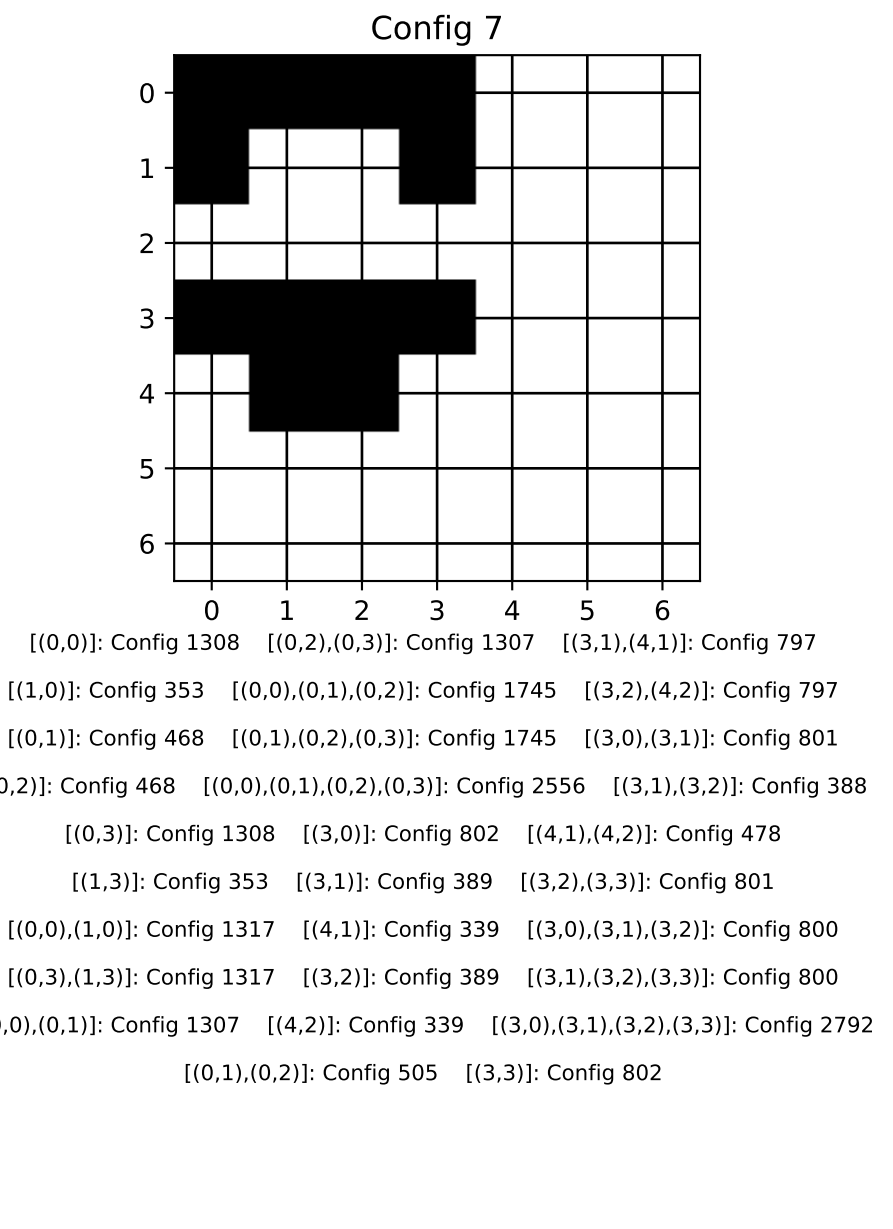 Config 7
0
1
2
3
4
5
6
0 1 2 3 4 5 6
[(0,0)]: Config 1308 [(0,2),(0,3)]: Config 1307 [(3,1),(4,1)]: Config 797
[(1,0)]: Config 353 [(0,0),(0,1),(0,2)]: Config 1745 [(3,2),(4,2)]: Config 797
[(0,1)]: Config 468 [(0,1),(0,2),(0,3)]: Config 1745 [(3,0),(3,1)]: Config 801
0,2)]: Config 468 [(0,0),(0,1),(0,2),(0,3)]: Config 2556 [(3,1),(3,2)]: Config 388
[(0,3)]: Config 1308 [(3,0)]: Config 802 [(4,1),(4,2)]: Config 478
[(1,3)]: Config 353 [(3,1)]: Config 389 [(3,2),(3,3)]: Config 801
[(0,0),(1,0)]: Config 1317 [(4,1)]: Config 339 [(3,0),(3,1),(3,2)]: Config 800
[(0,3),(1,3)]: Config 1317 [(3,2)]: Config 389 [(3,1),(3,2),(3,3)]: Config 800
,0),(0,1)]: Config 1307 [(4,2)]: Config 339 [(3,0),(3,1),(3,2),(3,3)]: Config 2792
[(0,1),(0,2)]: Config 505 [(3,3)]: Config 802